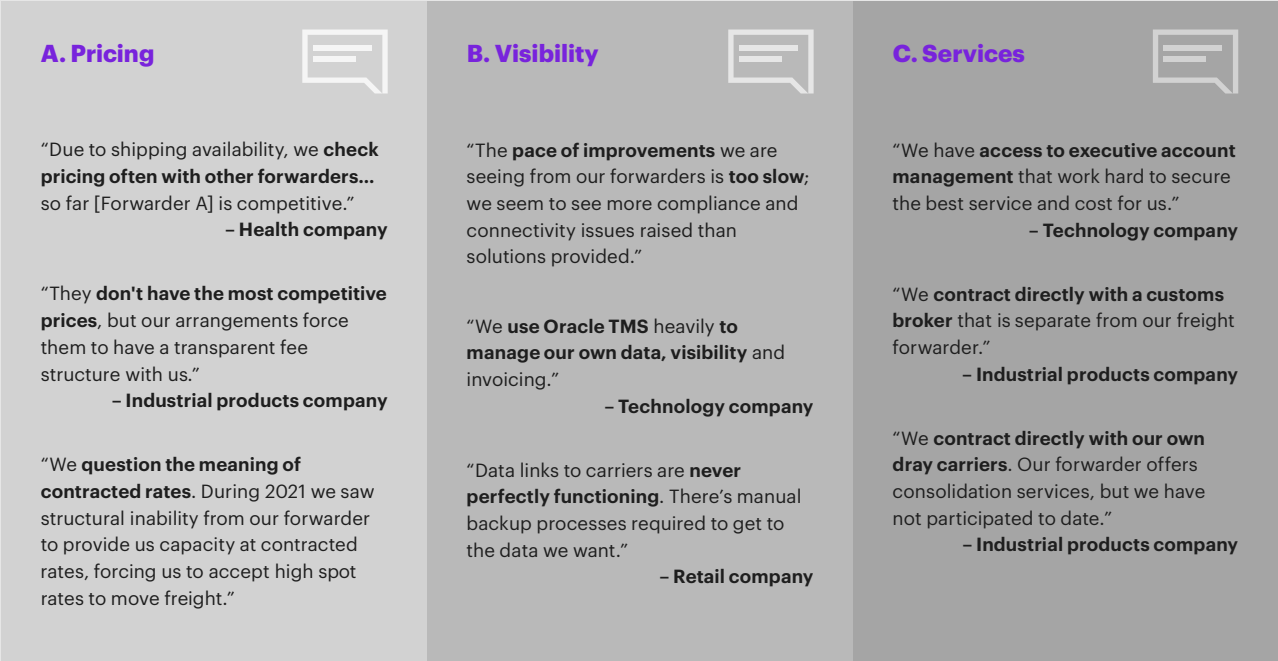 A. Pricing
“Due to shipping availability, we check
pricing often with other forwarders...
so far [Forwarder A] is competitive.”
– Health company
“They don't have the most competitive
prices, but our arrangements force
them to have a transparent fee
structure with us.”
– Industrial products company
“We question the meaning of
contracted rates. During 2021 we saw
structural inability from our forwarder
to provide us capacity at contracted
rates, forcing us to accept high spot
rates to move freight.”
B. Visibility
“The pace of improvements we are
seeing from our forwarders is too slow;
we seem to see more compliance and
connectivity issues raised than
solutions provided.”
“We use Oracle TMS heavily to
manage our own data, visibility and
invoicing.”
– Technology company
“Data links to carriers are never
perfectly functioning. There’s manual
backup processes required to get to
the data we want.”
– Retail company
C. Services
“We have access to executive account
management that work hard to secure
the best service and cost for us.”
– Technology company
“We contract directly with a customs
broker that is separate from our freight
forwarder.”
– Industrial products company
“We contract directly with our own
dray carriers. Our forwarder offers
consolidation services, but we have
not participated to date.”
– Industrial products company